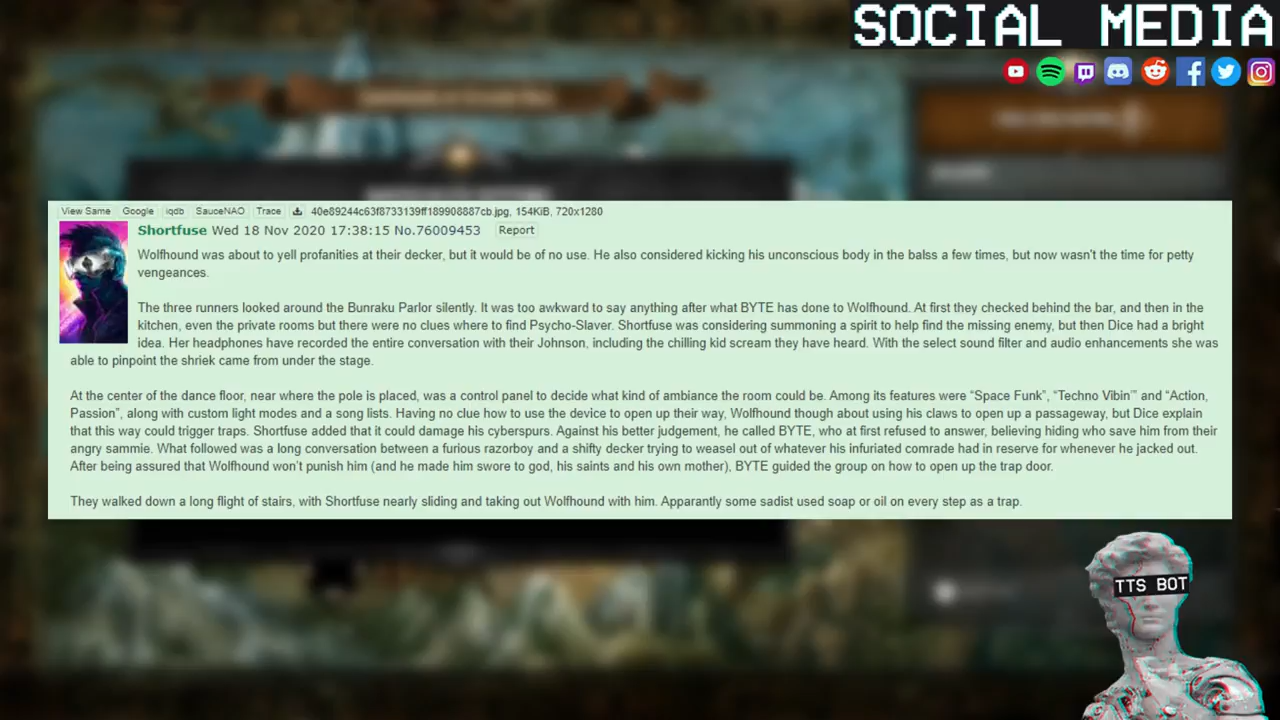 SOCIAL MEDIA
View Same Google iqdb SauceNAO Trace 40e89244c63f8733139ff189908887cb.jpg, 154KiB, 720x1280
Shortfuse Wed 18 Nov 2020 17:38:15 No.76009453 Report
Wolfhound was about to yell profanities at their decker, but it would be of no use. He also considered kicking his unconscious body in the balss a few times, but now wasn't the time for petty
vengeances.
The three runners looked around the Bunraku Parlor silently. It was too awkward to say anything after what BYTE has done to Wolfhound. At first they checked behind the bar, and then in the
kitchen, even the private rooms but there were no clues where to find Psycho-Slaver. Shortfuse was considering summoning a spirit to help find the missing enemy, but then Dice had a bright
idea. Her headphones have recorded the entire conversation with their Johnson, including the chilling kid scream they have heard. With the select sound filter and audio enhancements she was
able to pinpoint the shriek came from under the stage.
At the center of the dance floor, near where the pole is placed, was a control panel to decide what kind of ambiance the room could be. Among its features were “Space Funk”, “Techno Vibin’” and “Action,
Passion”, along with custom light modes and a song lists. Having no clue how to use the device to open up their way, Wolfhound though about using his claws to open up a passageway, but Dice explain
that this way could trigger traps. Shortfuse added that it could damage his cyberspurs. Against his better judgement, he called BYTE, who at first refused to answer, believing hiding who save him from their
angry sammie. What followed was a long conversation between a furious razorboy and a shifty decker trying to weasel out of whatever his infuriated comrade had in reserve for whenever he jacked out.
After being assured that Wolfhound won't punish him (and he made him swore to god, his saints and his own mother), BYTE guided the group on how to open up the trap door.
They walked down a long flight of stairs, with Shortfuse nearly sliding and taking out Wolfhound with him. Apparantly some sadist used soap or oil on every step as a trap.
TTS BOT